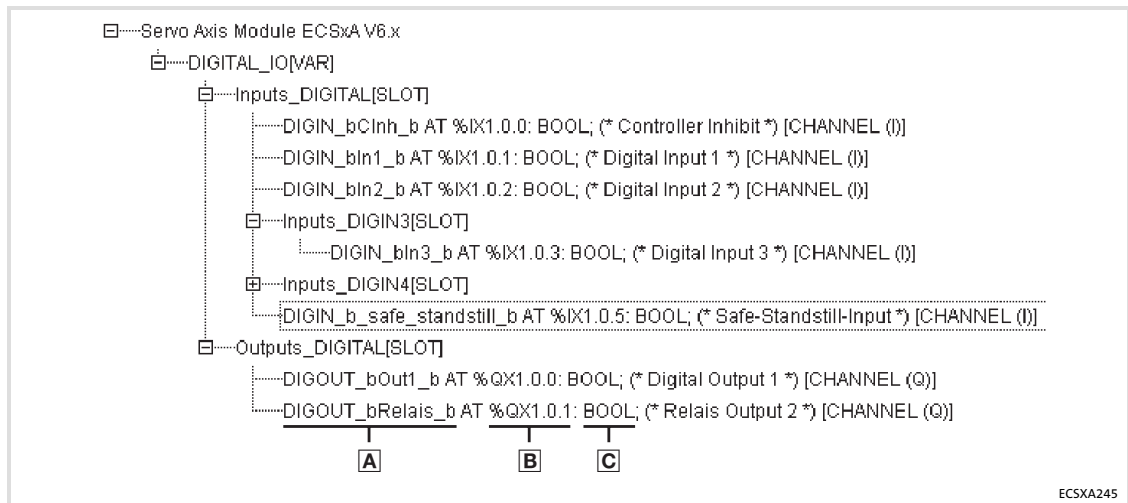 Servo Axis Module ECSxA V6.x
DIGITAL_IO[VAR]
Inputs_DIGITAL[SLOT]
DIGIN_bCInh_b AT %IX1.0.0: BOOL; (* Controller Inhibit *) [CHANNEL (I)]
DIGIN_bIn1_b AT %IX1.0.1: BOOL; (* Digital Input 1 *) [CHANNEL (I)]
DIGIN_bIn2_b AT %IX1.0.2: BOOL; (* Digital Input 2 *) [CHANNEL (I)]
Inputs_DIGIN3[SLOT]
DIGIN_bIn3_b AT %IX1.0.3: BOOL; (* Digital Input 3 *) [CHANNEL (I)]
Inputs_DIGIN4[SLOT]
DIGIN_b_safe_standstill_b AT %IX1.0.5: BOOL; (* Safe-Standstill-Input *) [CHANNEL (I)]
Outputs_DIGITAL[SLOT]
DIGOUT_bOut1_b AT %QX1.0.0: BOOL; (* Digital Output 1 *) [CHANNEL (Q)]
DIGOUT_bRelais_b AT %QX1.0.1: BOOL; (* Relais Output 2 *) [CHANNEL (Q)]
A B C
ECSXA245